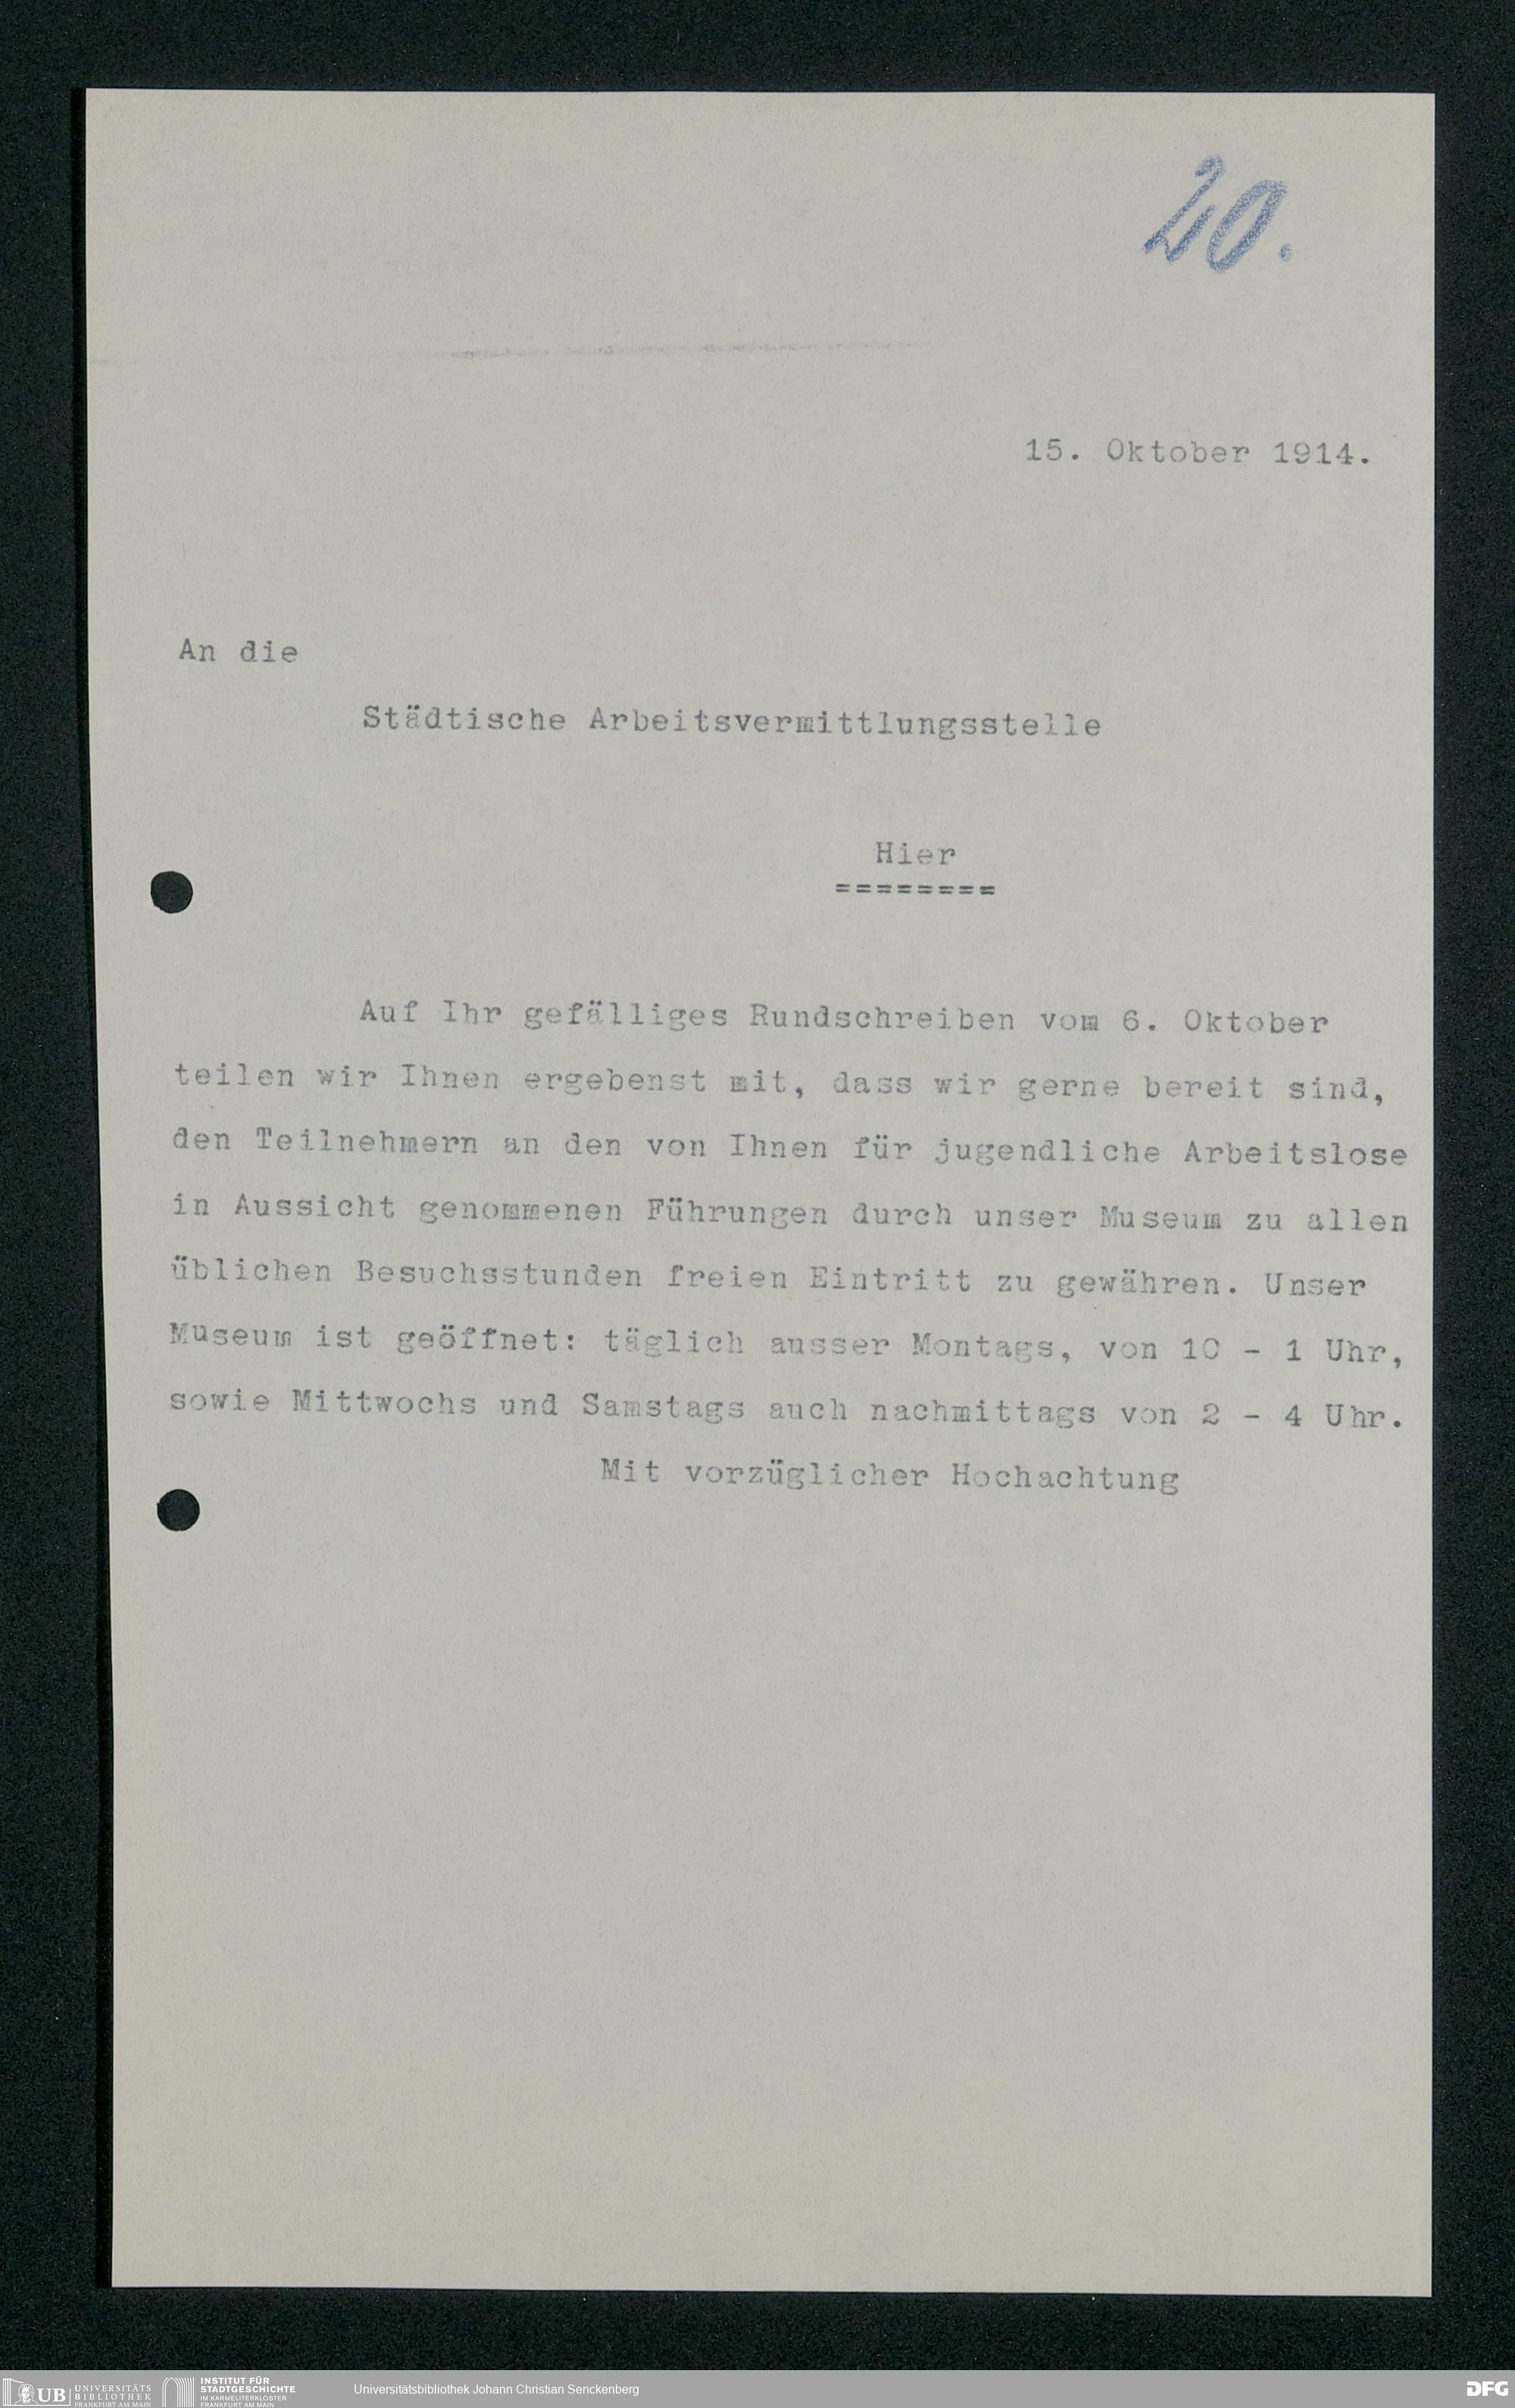 20.
15. Oktober 1914.
An die
Städtische Arbeitsvermittlungsstelle
Hier
========
Auf Ihr gefälliges Rundschreiben vom 6. Oktober
teilen wir Ihnen ergebenst mit, dass wir gerne bereit sind,
den Teilnehmern an den von Ihnen für jugendliche Arbeitslose
in Aussicht genommenen Führungen durch unser Museum zu allen
üblichen Besuchsstunden freien Eintritt zu gewähren. Unser
Museum ist geöffnet: täglich ausser Montags, von 10 - 1 Uhr,
sowie Mittwochs und Samstags auch nachmittags von 2 - 4 Uhr.
Mit vorzüglicher Hochachtung
UB UNIVERSITÄTS
BIBLIOTHEK
FRANKFURT AM MAIN
INSTITUT FÜR
STADTGESCHICHTE
IM KARMELITERKLOSTER
FRANKFURT AM MAIN
Universitätsbibliothek Johann Christian Senckenberg
DFG